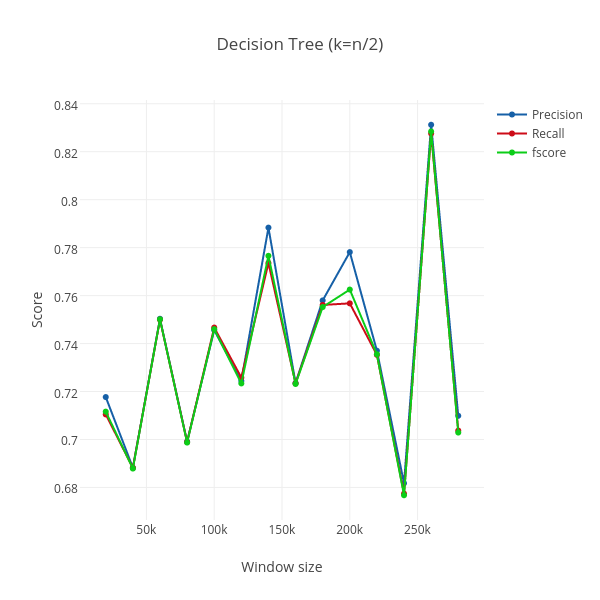 Decision Tree (k=n/2)
0.84
0.82
0.8
0.78
0.76
0.74
0.72
0.7
0.68
50k
100k
150k
200k
250k
Score
Window size
Precision
Recall
fscore